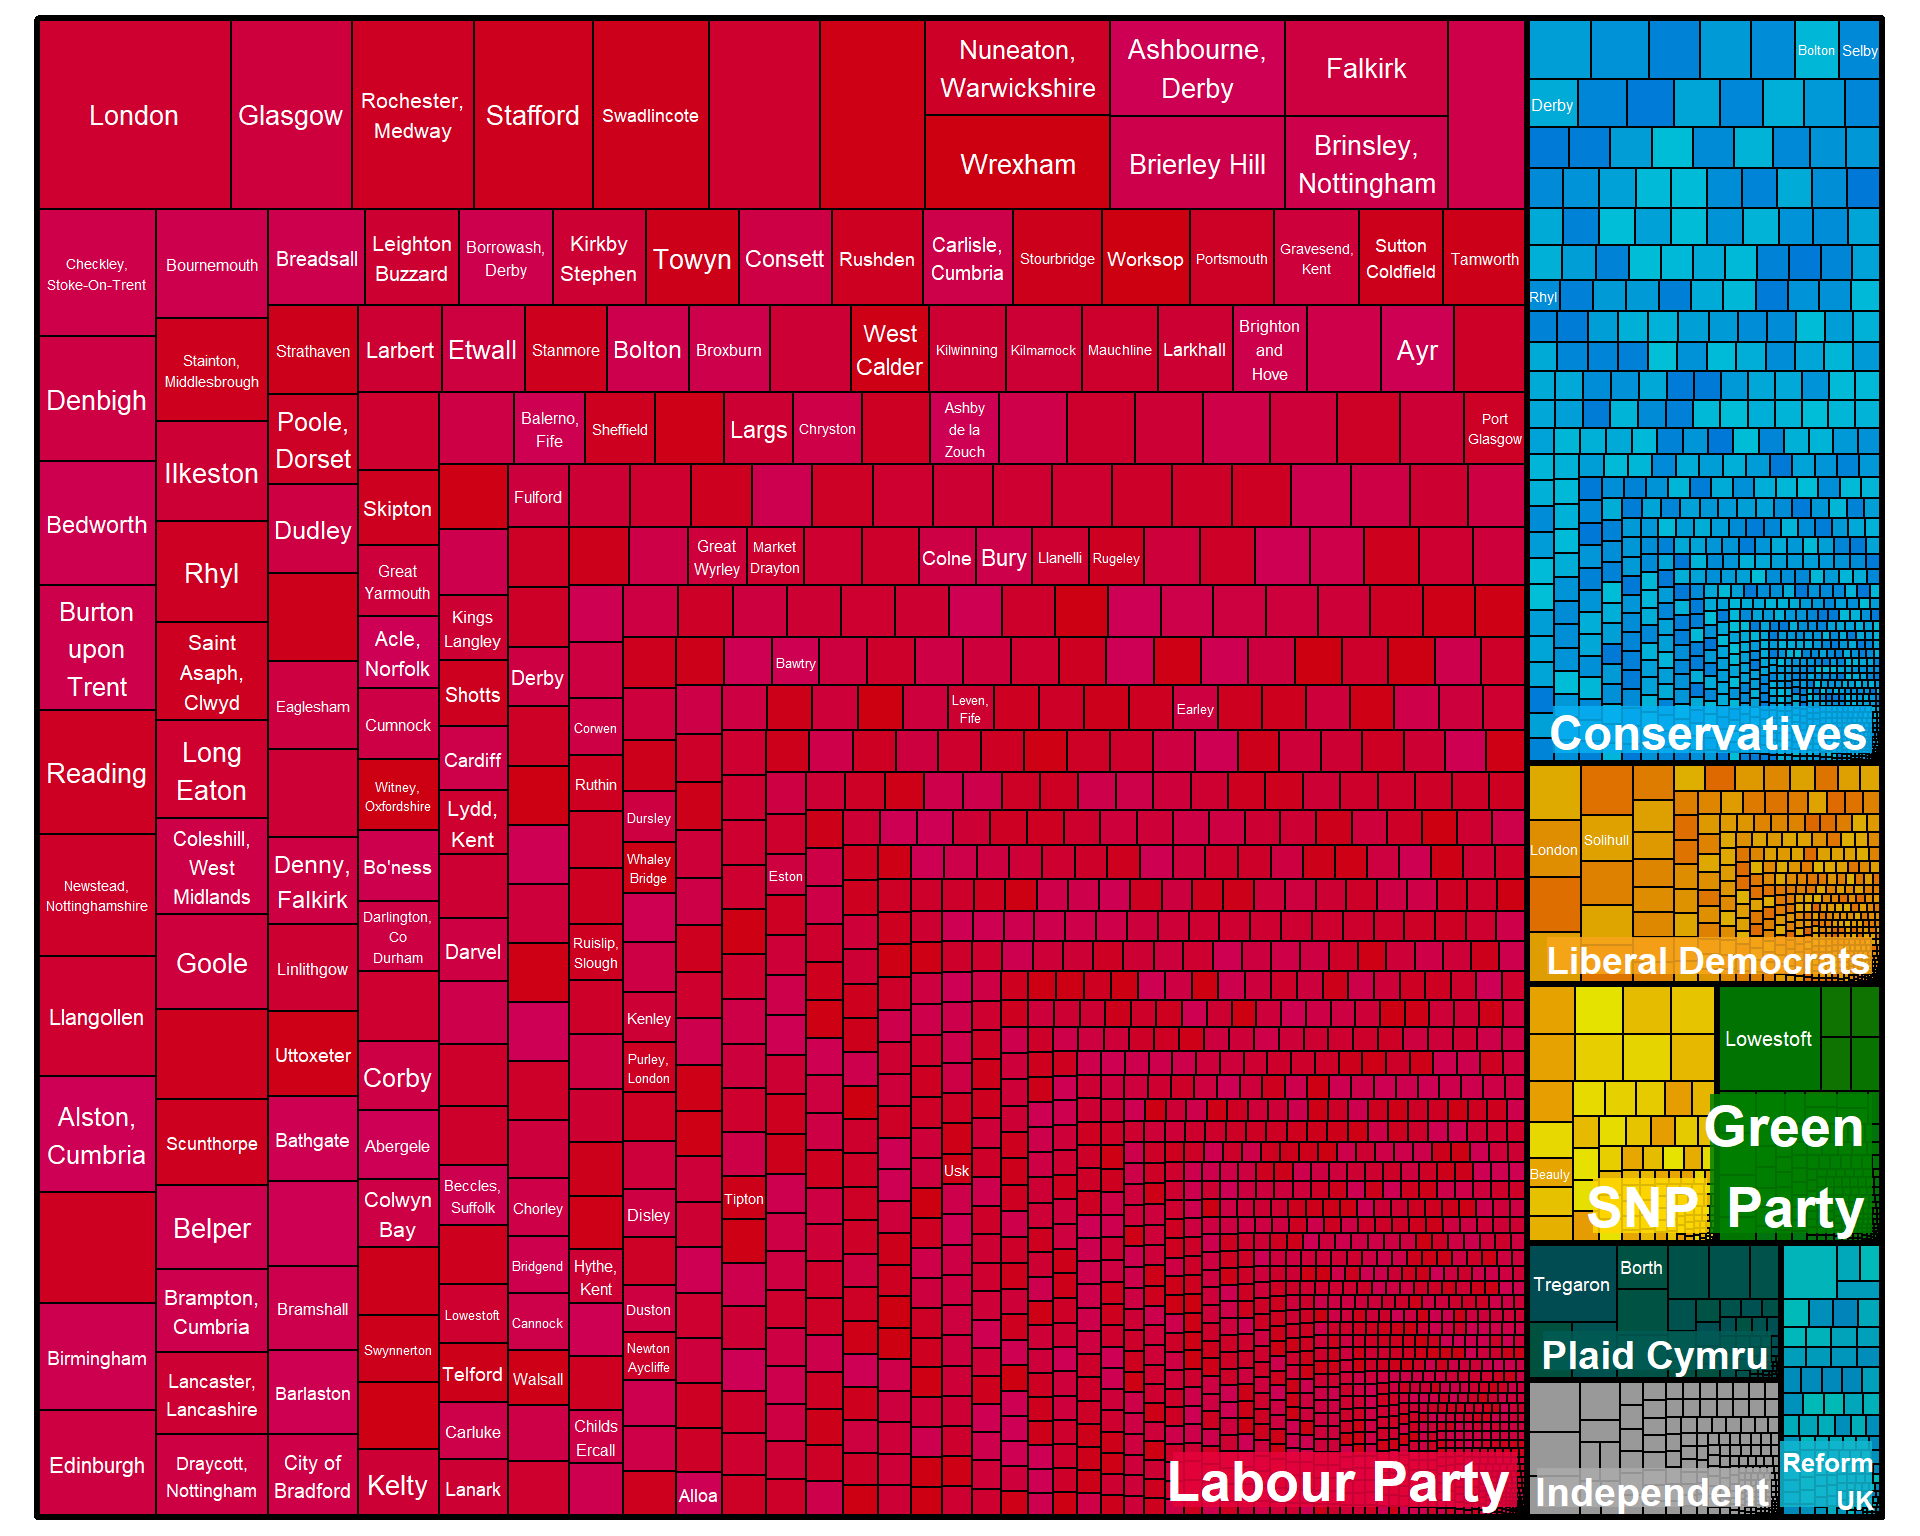 London
Glasgow
Rochester,
Medway
Stafford
Swadlincote
Nuneaton,
Warwickshire
Wrexham
Ashbourne,
Derby
Brierley Hill
Falkirk
Brinsley,
Nottingham
Checkley,
Stoke-On-Trent
Denbigh
Bedworth
Burton
upon
Trent
Reading
Newstead,
Nottinghamshire
Llangollen
Alston,
Cumbria
Birmingham
Edinburgh
Bournemouth
Stainton,
Middlesbrough
Ilkeston
Rhyl
Saint
Asaph,
Clwyd
Long
Eaton
Coleshill,
West
Midlands
Goole
Scunthorpe
Belper
Brampton,
Cumbria
Lancaster,
Lancashire
Draycott,
Nottingham
Breadsall
Leighton
Buzzard
Borrowash,
Derby
Kirkby
Stephen
Towyn
Consett
Rushden
Carlisle,
Cumbria
Stourbridge
Worksop
Portsmouth
Gravesend,
Kent
Sutton
Coldfield
Tamworth
Strathaven
Poole,
Dorset
Dudley
Eaglesham
Denny,
Falkirk
Linlithgow
Uttoxeter
Bathgate
Bramshall
Barlaston
City of
Bradford
Larbert
Etwall
Stanmore
Bolton
Broxburn
West
Calder
Kilwinning
Kilmarnock
Mauchline
Larkhall
Brighton
and
Hove
Ayr
Skipton
Great
Yarmouth
Acle,
Norfolk
Cumnock
Witney,
Oxfordshire
Bo'ness
Darlington,
Co
Durham
Corby
Abergele
Colwyn
Bay
Swynnerton
Kelty
Balerno,
Fife
Sheffield
Largs
Chryston
Ashby
de la
Zouch
Port
Glasgow
Kings
Langley
Shotts
Cardiff
Lydd,
Kent
Darvel
Beccles,
Suffolk
Lowestoft
Telford
Carluke
Lanark
Fulford
Derby
Chorley
Bridgend
Cannock
Walsall
Great
Wyrley
Market
Drayton
Colne
Bury
Llanelli
Rugeley
Corwen
Ruthin
Ruislip,
Slough
Hythe,
Kent
Childs
Ercall
Dursley
Whaley
Bridge
Kenley
Purley,
London
Disley
Duston
Newton
Aycliffe
Bawtry
Alloa
Leven,
Fife
Earley
Tipton
Eston
Usk
Labour Party
Bolton
Selby
Derby
Rhyl
Conservatives
London
Solihull
Liberal Democrats
Beauly
SNP
Lowestoft
Green
Party
Tregaron
Borth
Plaid Cymru
Independent
Reform
UK